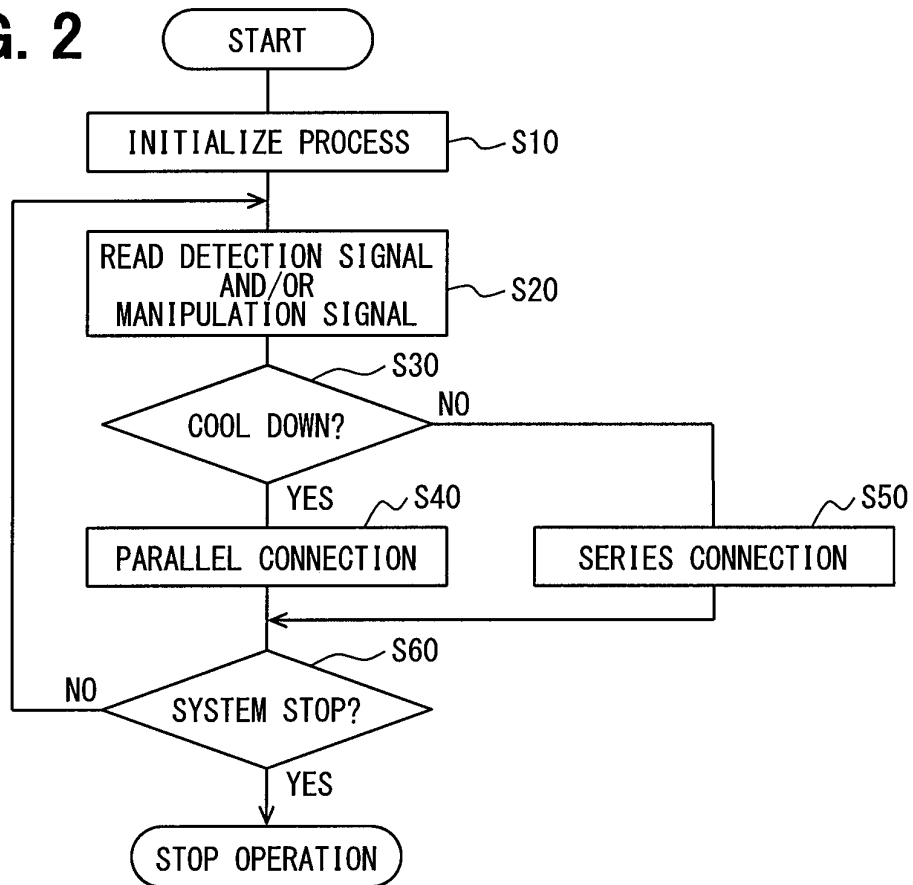 G. 2
START
INITIALIZE PROCESS
S10
READ DETECTION SIGNAL
AND/OR
MANIPULATION SIGNAL
S20
S30
COOL DOWN?
NO
YES
S40
PARALLEL CONNECTION
S50
SERIES CONNECTION
S60
SYSTEM STOP?
NO
YES
STOP OPERATION